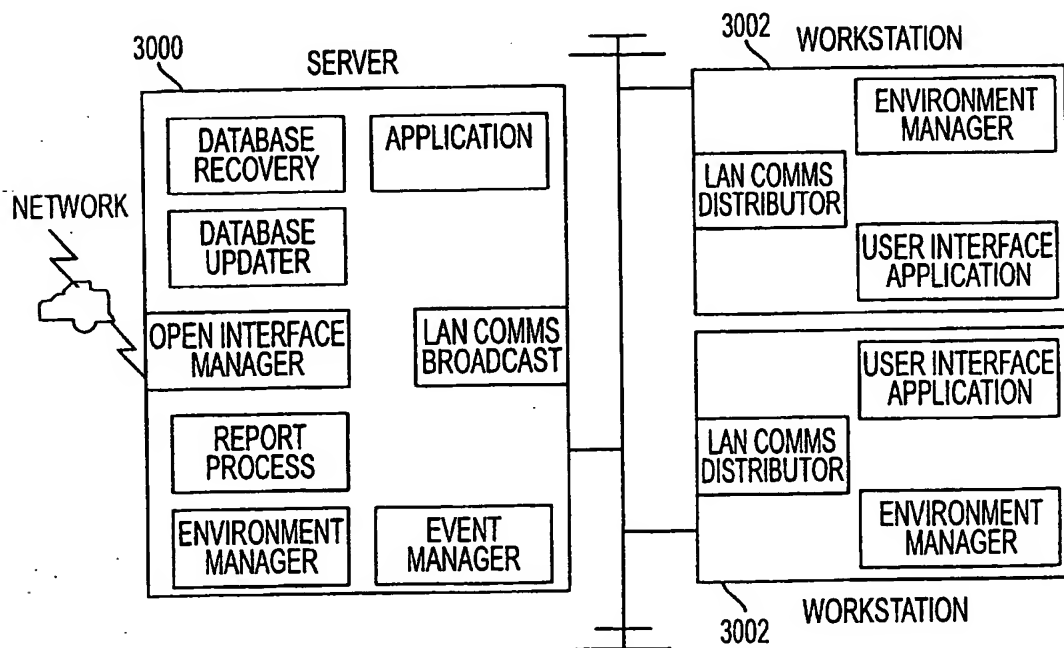 3000
SERVER
DATABASE
RECOVERY
APPLICATION
DATABASE
UPDATER
NETWORK
OPEN INTERFACE
MANAGER
LAN COMMS
BROADCAST
REPORT
PROCESS
ENVIRONMENT
MANAGER
EVENT
MANAGER
3002
WORKSTATION
ENVIRONMENT
MANAGER
LAN COMMS
DISTRIBUTOR
USER INTERFACE
APPLICATION
USER INTERFACE
APPLICATION
LAN COMMS
DISTRIBUTOR
ENVIRONMENT
MANAGER
3002
WORKSTATION